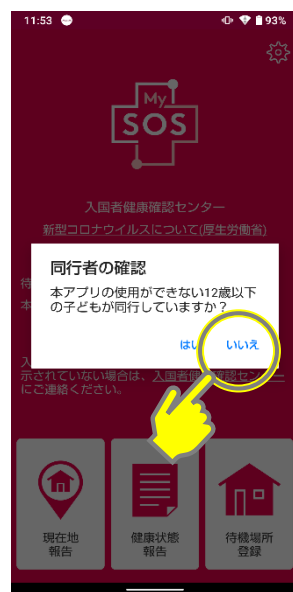 11:53
93%
My
SOS
入国者健康確認センター
新型コロナウイルスについて(厚生労働省)
同行者の確認
本アプリの使用ができない12歳以下
の子どもが同行していますか?
はい
いいえ
待
本
入
示されていない場合は、入国者健康確認センター
にご連絡ください。
現在地
報告
健康状態
報告
待機場所
登録